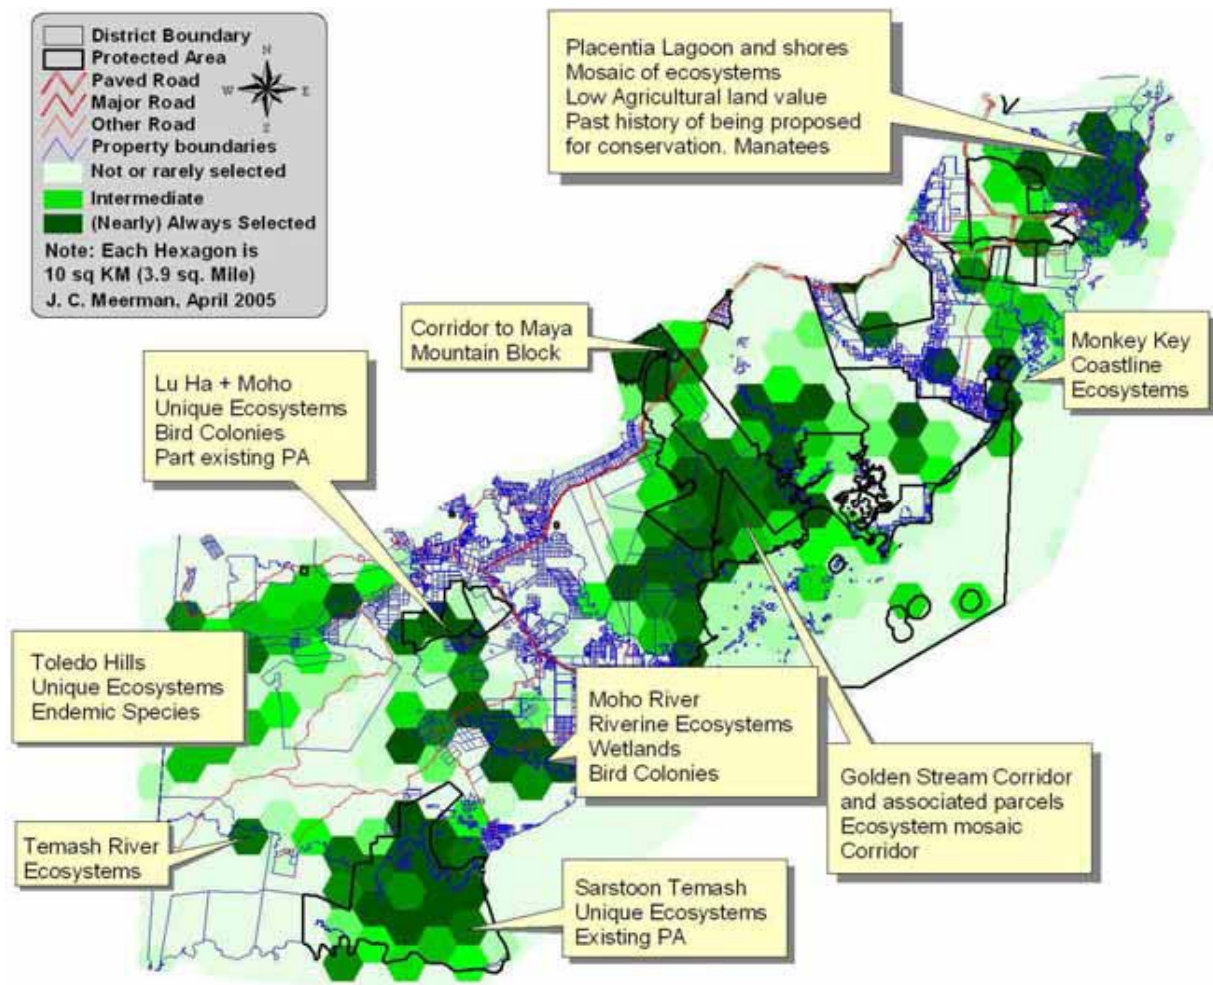 District Boundary
Protected Area
Paved Road
Major Road
Other Road
Property boundaries
Not or rarely selected
Intermediate
(Nearly) Always Selected
Note: Each Hexagon is
10 sq KM (3.9 sq. Mile)
J. C. Meerman, April 2005
N
W
E
S
Placentia Lagoon and shores
Mosaic of ecosystems
Low Agricultural land value
Past history of being proposed
for conservation. Manatees
Corridor to Maya
Mountain Block
Monkey Key
Coastline
Ecosystems
Lu Ha + Moho
Unique Ecosystems
Bird Colonies
Part existing PA
Toledo Hills
Unique Ecosystems
Endemic Species
Moho River
Riverine Ecosystems
Wetlands
Bird Colonies
Golden Stream Corridor
and associated parcels
Ecosystem mosaic
Corridor
Temash River
Ecosystems
Sarstoon Temash
Unique Ecosystems
Existing PA